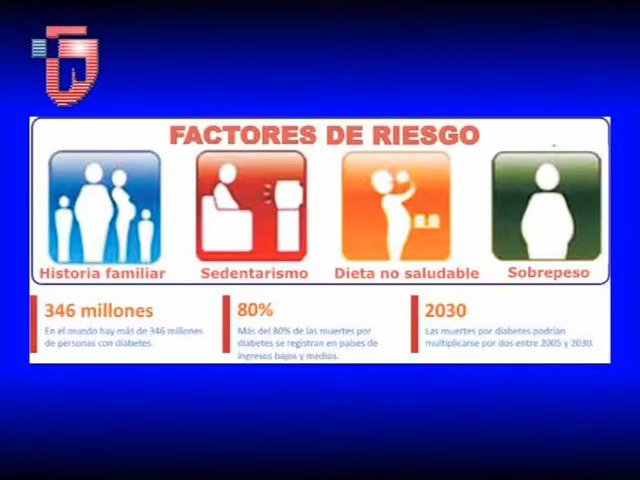 FACTORES DE RIESGO
Historia familiar
Sedentarismo
Dieta no saludable
Sobrepeso
346 millones
En el mundo hay más de 346 millones
de personas con diabetes.
80%
Más del 80% de las muertes por
diabetes se registran en países de
ingresos bajos y medios.
2030
Las muertes por diabetes podrían
multiplicarse por dos entre 2005 y 2030.